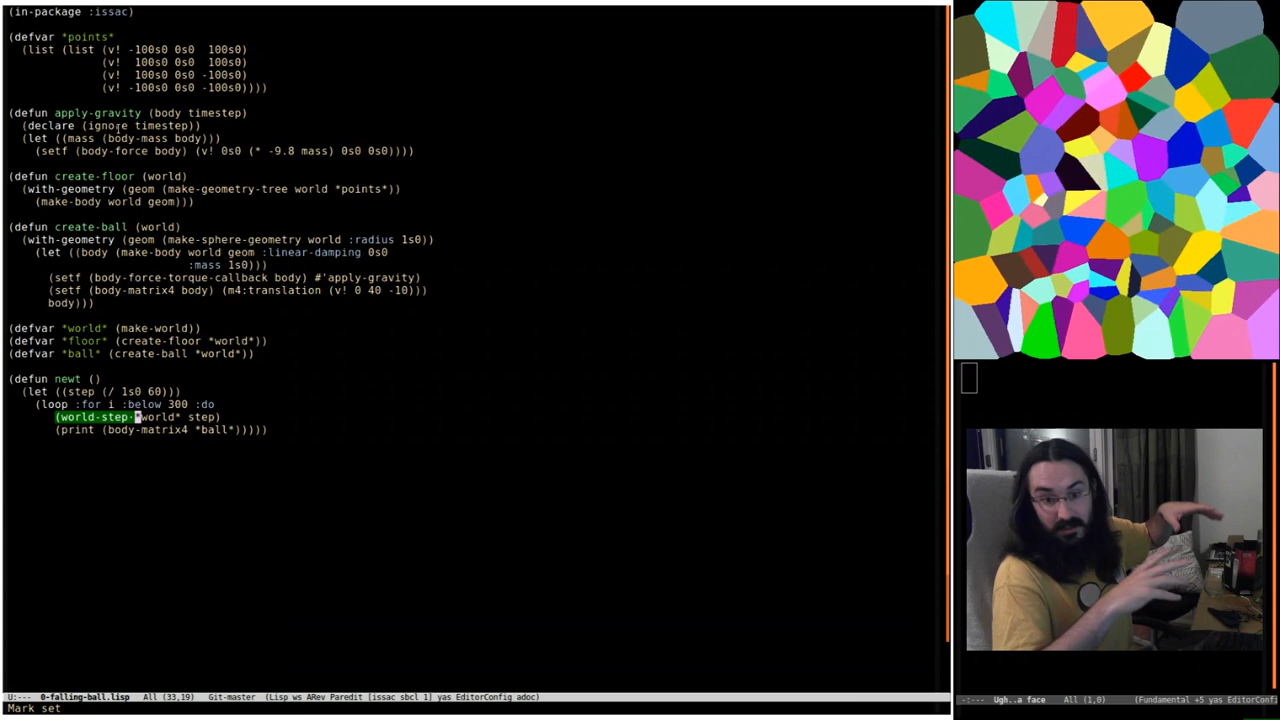 (in-package :issac)
(defvar *points*
(list (list (v! -100s0 0s0  100s0)
(v!  100s0 0s0  100s0)
(v!  100s0 0s0 -100s0)
(v! -100s0 0s0 -100s0))))
(defun apply-gravity (body timestep)
(declare (ignore timestep))
(let ((mass (body-mass body)))
(setf (body-force body) (v! 0s0 (* -9.8 mass) 0s0 0s0))))
(defun create-floor (world)
(with-geometry (geom (make-geometry-tree world *points*))
(make-body world geom)))
(defun create-ball (world)
(with-geometry (geom (make-sphere-geometry world :radius 1s0))
(let ((body (make-body world geom :linear-damping 0s0
:mass 1s0)))
(setf (body-force-torque-callback body) #'apply-gravity)
(setf (body-matrix4 body) (m4:translation (v! 0 40 -10)))
body)))
(defvar *world* (make-world))
(defvar *floor* (create-floor *world*))
(defvar *ball* (create-ball *world*))
(defun newt ()
(let ((step (/ 1s0 60)))
(loop :for i :below 300 :do
(world-step *world* step)
(print (body-matrix4 *ball*)))))
U:---  0-falling-ball.lisp   All (33,19)   Git-master  (Lisp ws ARev Paredit [issac sbcl 1] yas EditorConfig adoc)
Mark set
-:---  Ugh..a face   All (1,0)   (Fundamental +5 yas EditorConfi